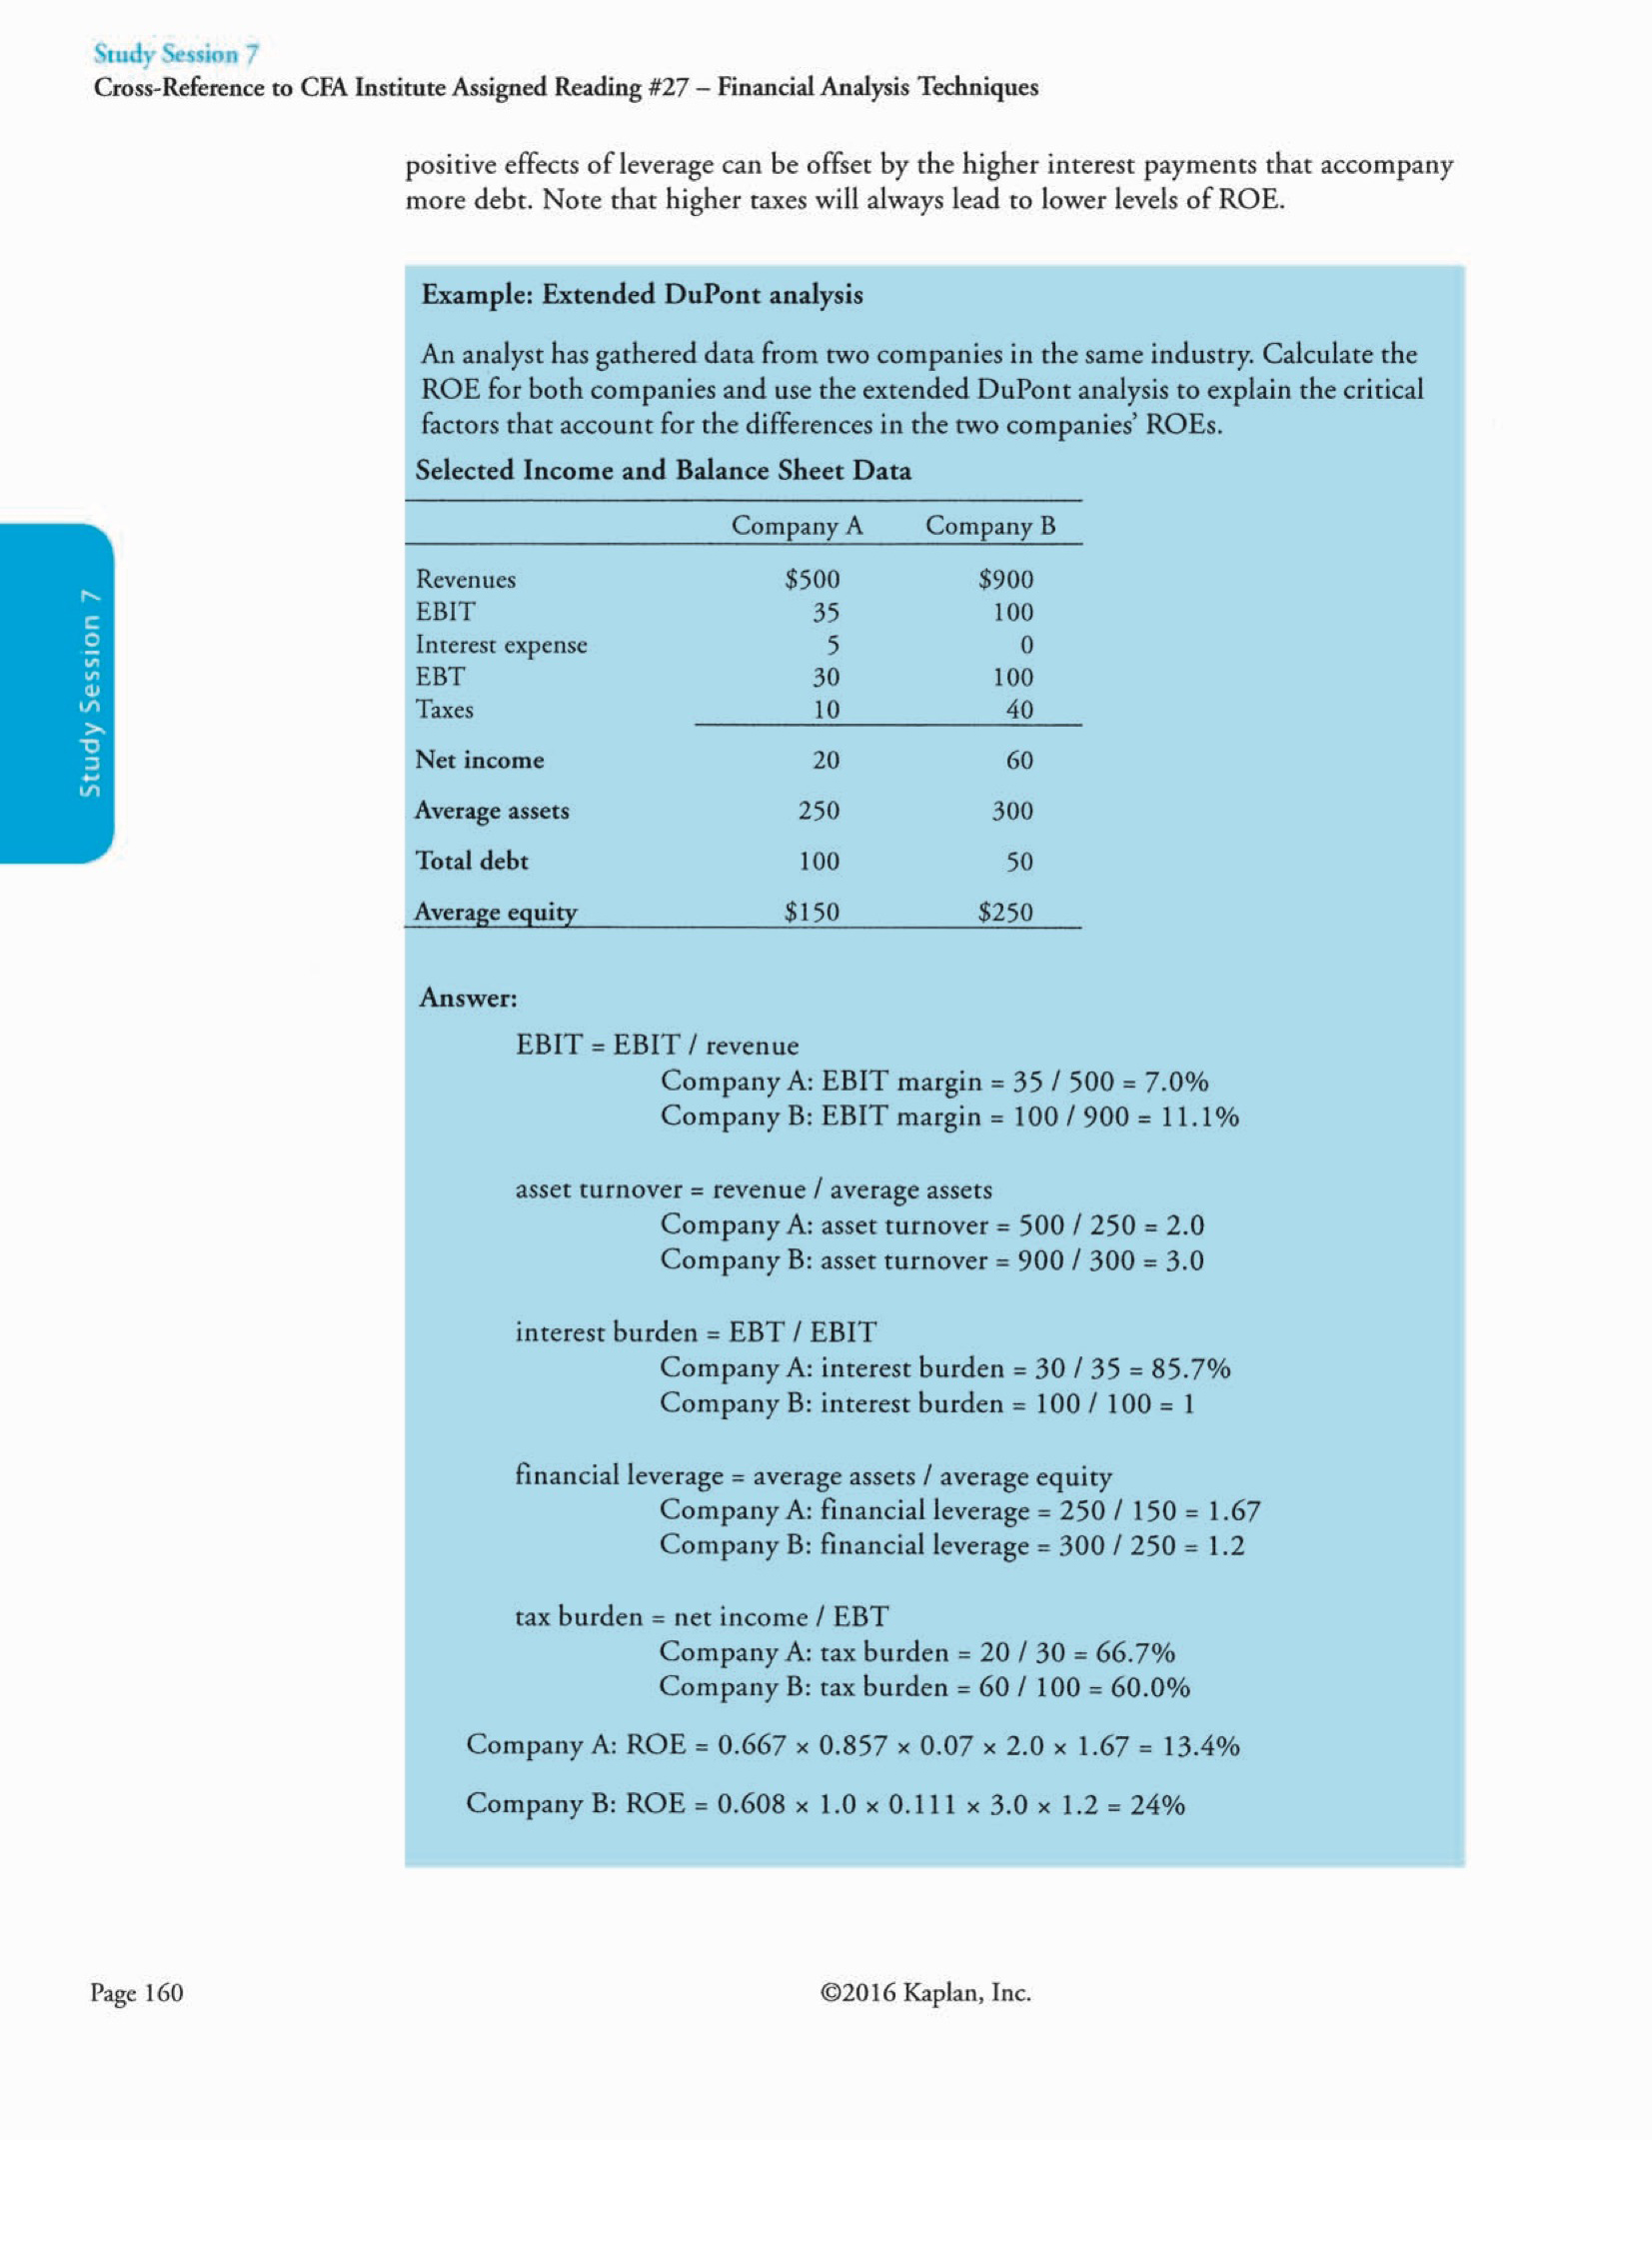 Study Session 7
Cross-Reference to CFA Institute Assigned Reading #27 – Financial Analysis Techniques
positive effects of leverage can be offset by the higher interest payments that accompany
more debt. Note that higher taxes will always lead to lower levels of ROE.
Example: Extended DuPont analysis
An analyst has gathered data from two companies in the same industry. Calculate the
ROE for both companies and use the extended DuPont analysis to explain the critical
factors that account for the differences in the two companies' ROEs.
Selected Income and Balance Sheet Data
Company A Company B
Revenues $500 $900
EBIT 35 100
Interest expense 5 0
EBT 30 100
Taxes 10 40
Net income 20 60
Average assets 250 300
Total debt 100 50
Average equity $150 $250
Study Session 7
Answer:
EBIT = EBIT / revenue
Company A: EBIT margin = 35 / 500 = 7.0%
Company B: EBIT margin = 100 / 900 = 11.1%
asset turnover = revenue / average assets
Company A: asset turnover = 500 / 250 = 2.0
Company B: asset turnover = 900 / 300 = 3.0
interest burden = EBT / EBIT
Company A: interest burden = 30 / 35 = 85.7%
Company B: interest burden = 100 / 100 = 1
financial leverage = average assets / average equity
Company A: financial leverage = 250 / 150 = 1.67
Company B: financial leverage = 300 / 250 = 1.2
tax burden = net income / EBT
Company A: tax burden = 20 / 30 = 66.7%
Company B: tax burden = 60 / 100 = 60.0%
Company A: ROE = 0.667 × 0.857 × 0.07 × 2.0 × 1.67 = 13.4%
Company B: ROE = 0.608 × 1.0 × 0.111 × 3.0 × 1.2 = 24%
Page 160 ©2016 Kaplan, Inc.